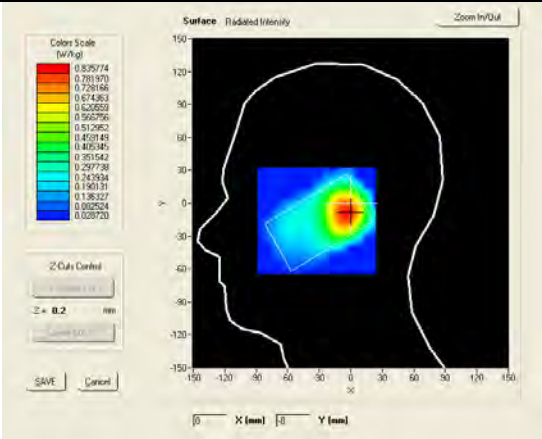 Surface Radiated Intensity
Zoom In/Out
Colors Scale
(W/kg)
0.835774
0.781970
0.728166
0.674363
0.620559
0.566756
0.512952
0.459149
0.405345
0.351542
0.297738
0.243934
0.190131
0.136327
0.082524
0.028720
150
120
90
60
30
0
-30
-60
-90
-120
-150
Y
-150 -120 -90 -60 -30 0 30 60 90 120 150
X
Z-Cuts Control
Z = 0.2 mm
SAVE
Cancel
0 X (mm) -8 Y (mm)